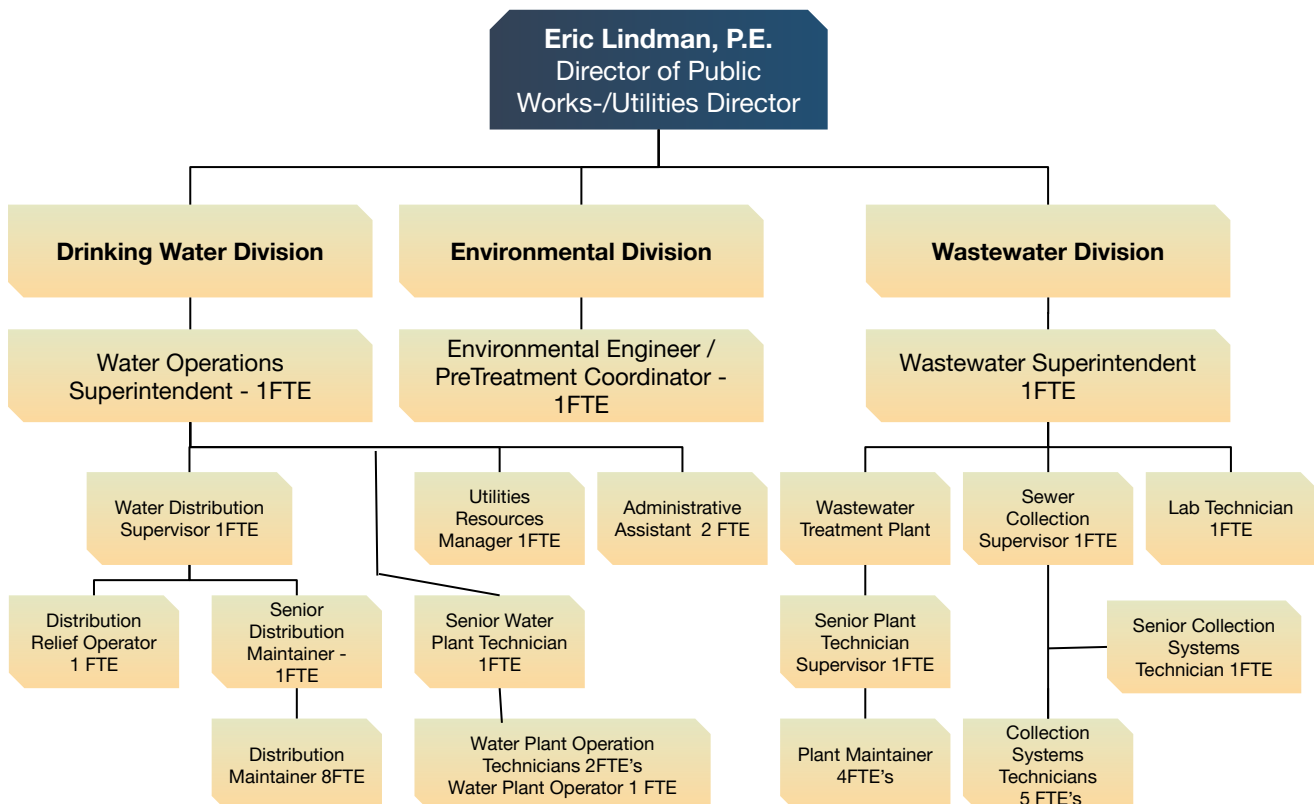 Eric Lindman, P.E.
Director of Public
Works-/Utilities Director
Drinking Water Division
Environmental Division
Wastewater Division
Water Operations
Superintendent - 1FTE
Environmental Engineer /
PreTreatment Coordinator -
1FTE
Wastewater Superintendent
1FTE
Water Distribution
Supervisor 1FTE
Utilities
Resources
Manager 1FTE
Administrative
Assistant 2 FTE
Wastewater
Treatment Plant
Sewer
Collection
Supervisor 1FTE
Lab Technician
1FTE
Distribution
Relief Operator
1 FTE
Senior
Distribution
Maintainer -
1FTE
Senior Water
Plant Technician
1FTE
Senior Plant
Technician
Supervisor 1FTE
Senior Collection
Systems
Technician 1FTE
Distribution
Maintainer 8FTE
Water Plant Operation
Technicians 2FTE's
Water Plant Operator 1 FTE
Plant Maintainer
4FTE's
Collection
Systems
Technicians
5 FTE's